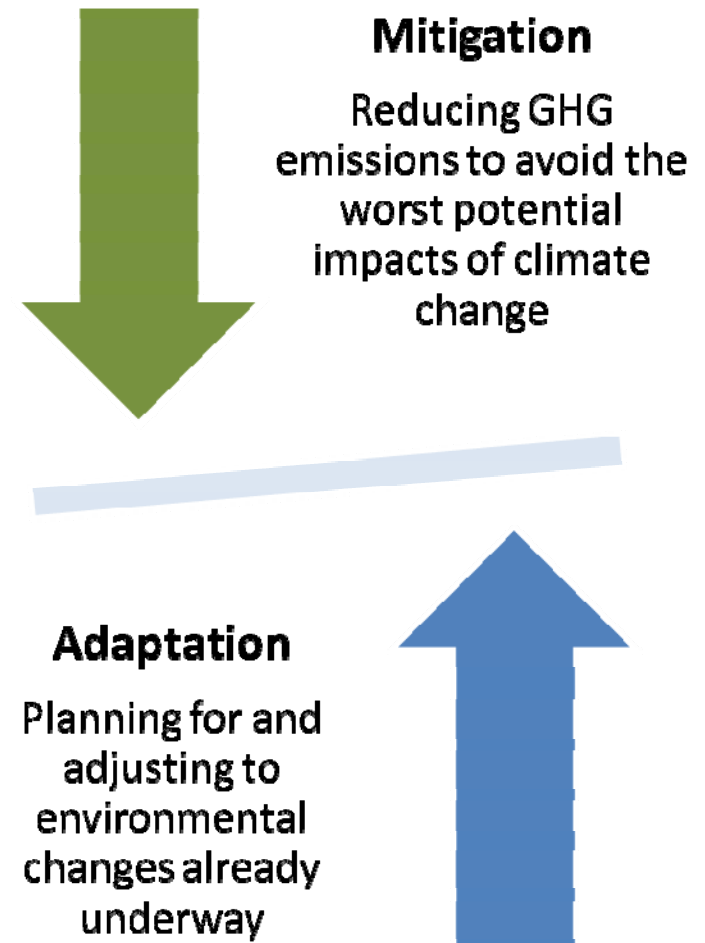 Mitigation
Reducing GHG
emissions to avoid the
worst potential
impacts of climate
change
Adaptation
Planning for and
adjusting to
environmental
changes already
underway